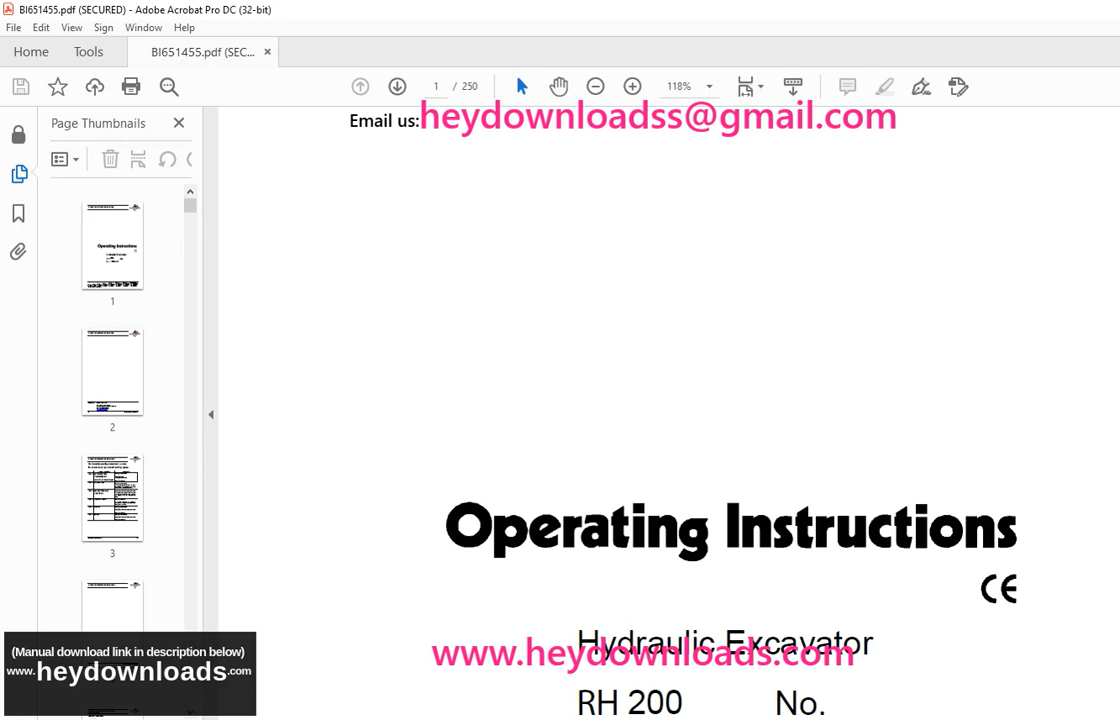 BI651455.pdf (SECURED) - Adobe Acrobat Pro DC (32-bit)
File Edit View Sign Window Help
Home Tools BI651455.pdf (SEC... ×
1 / 250 118%
Email us:heydownloadss@gmail.com
Page Thumbnails
Operating Instructions
1
2
3
Operating Instructions
CE
Hydraulic Excavator
www.heydownloads.com
RH 200 No.
(Manual download link in description below)
www.heydownloads.com